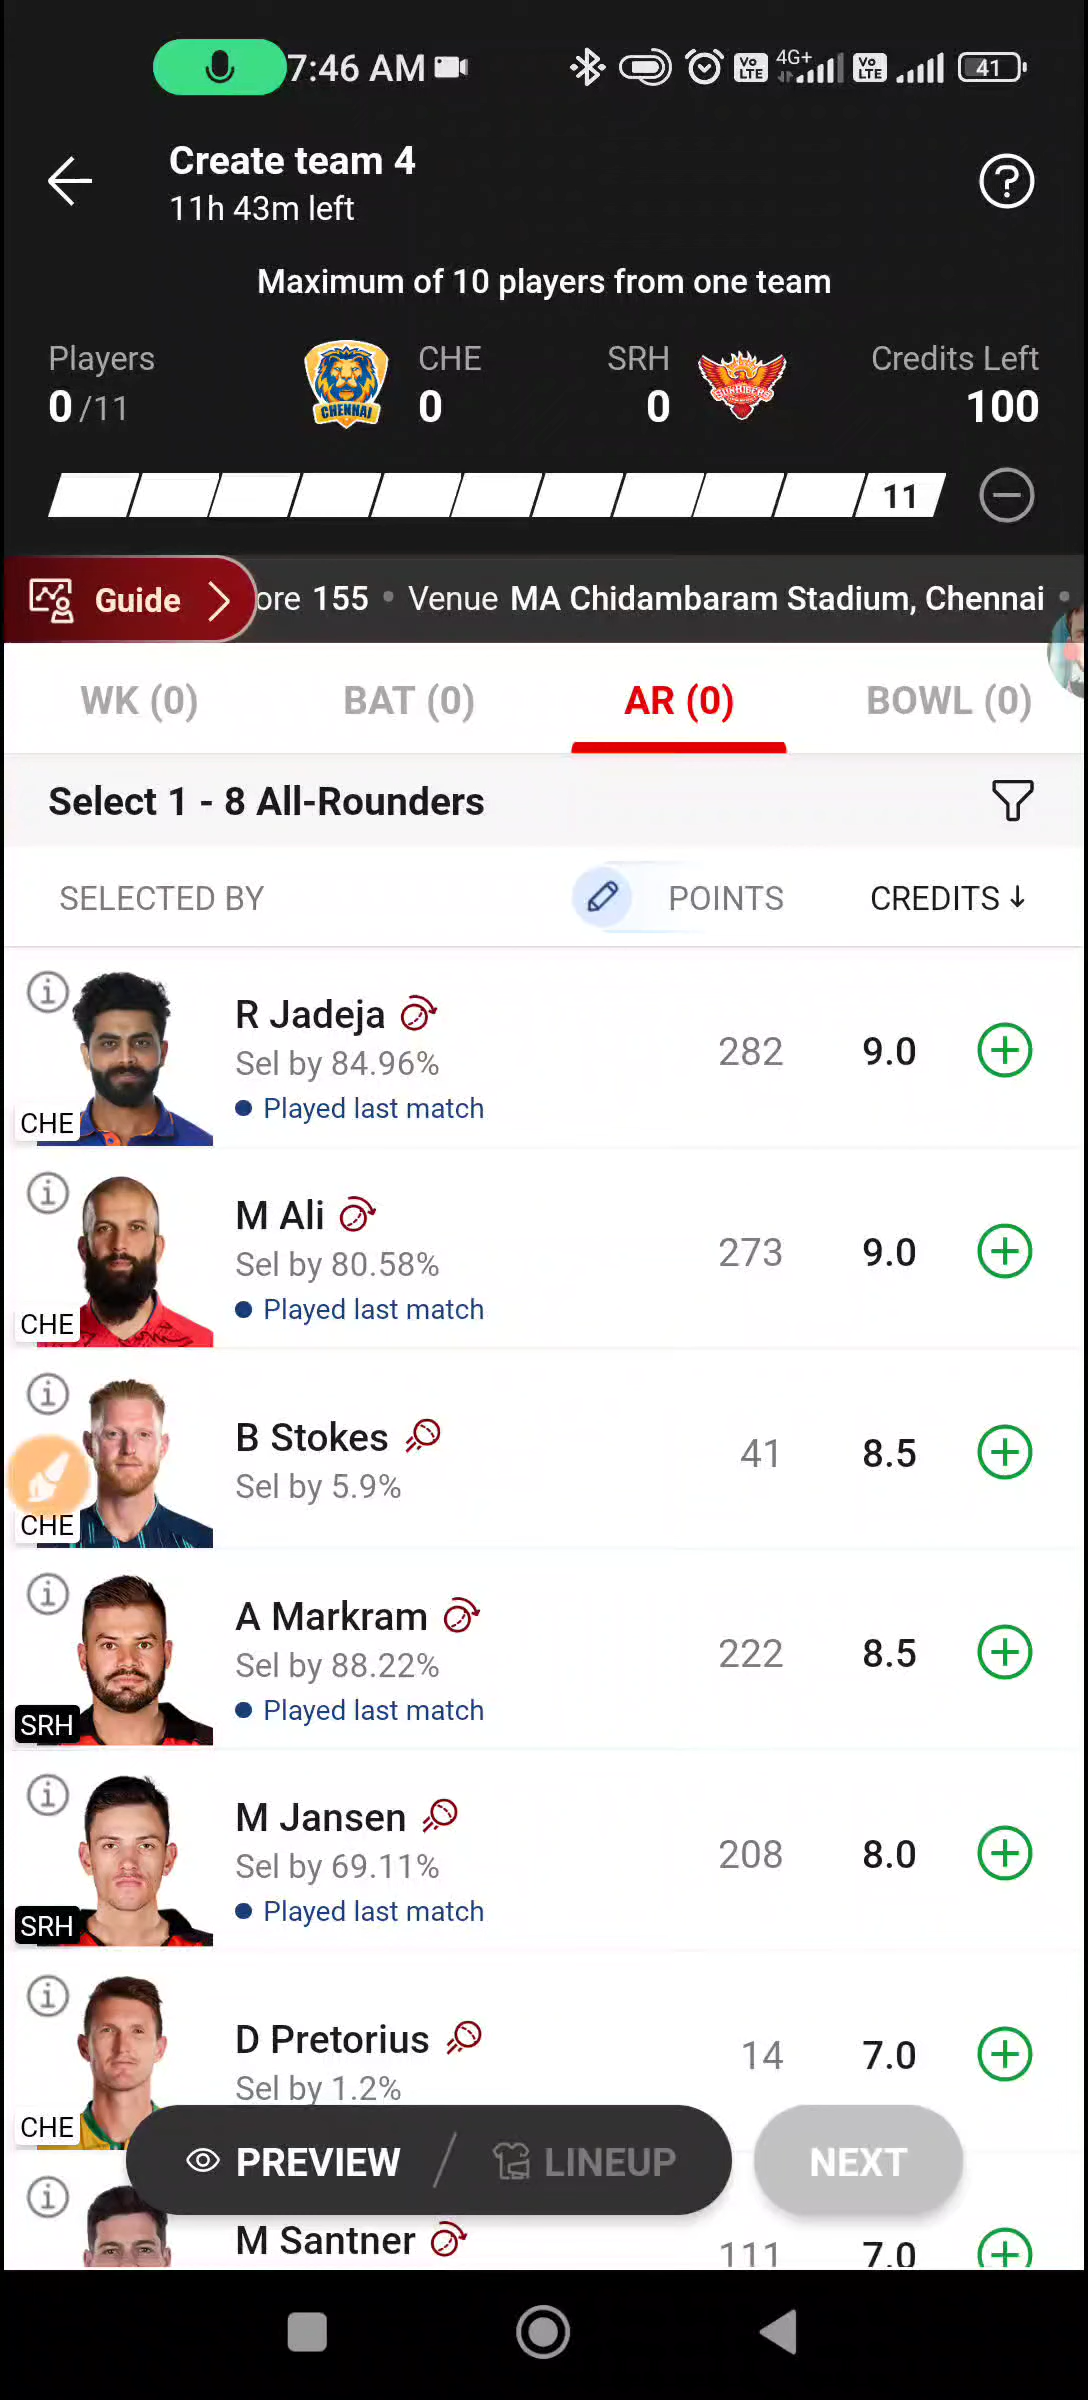 7:46 AM
4G+
Vo LTE
Vo LTE
41
Create team 4
11h 43m left
Maximum of 10 players from one team
Players
0 /11
CHENNAI
CHE
0
SRH
0
SUNRISERS
Credits Left
100
11
Guide
ore 155 • Venue MA Chidambaram Stadium, Chennai •
WK (0)
BAT (0)
AR (0)
BOWL (0)
Select 1 - 8 All-Rounders
SELECTED BY
POINTS
CREDITS ↓
R Jadeja
Sel by 84.96%
282
9.0
Played last match
CHE
M Ali
Sel by 80.58%
273
9.0
Played last match
CHE
B Stokes
Sel by 5.9%
41
8.5
CHE
A Markram
Sel by 88.22%
222
8.5
Played last match
SRH
M Jansen
Sel by 69.11%
208
8.0
Played last match
SRH
D Pretorius
Sel by 1.2%
14
7.0
CHE
PREVIEW
LINEUP
NEXT
M Santner
111
7.0